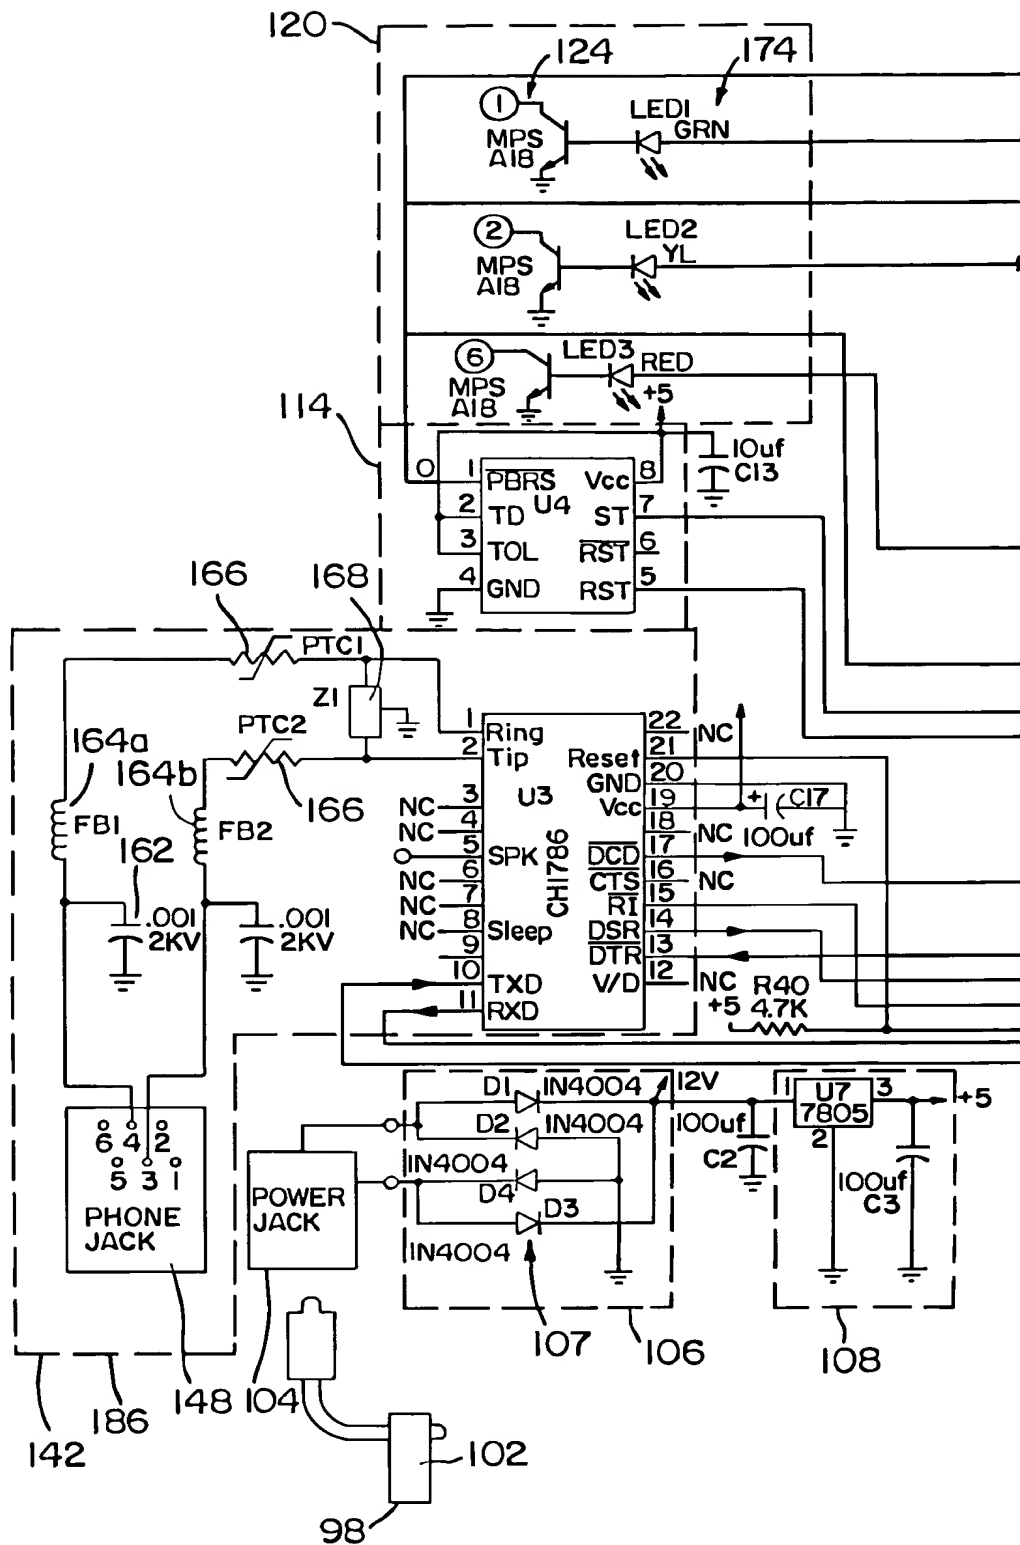 120
124
174
1
MPS
A18
LED1
GRN
2
MPS
A18
LED2
YL
6
MPS
A18
LED3
RED
+5
114
10uf
C13
0
1 PBRS Vcc 8
U4
2 TD ST 7
3 TOL RST 6
4 GND RST 5
166
168
PTC1
Z1
PTC2
166
164a
164b
FB1
FB2
162
.001
2KV
.001
2KV
1 Ring 22 NC
2 Tip Reset 21
GND 20
NC 3 U3 Vcc 19
+ C17
100uf
NC 4 18 NC
5 SPK DCD 17
CH1786
NC 6 CTS 16 NC
NC 7 RI 15
NC 8 Sleep DSR 14
9 DTR 13
10 TXD V/D 12 NC
11 RXD
R40
+5 4.7K
6 4 2
5 3 1
PHONE
JACK
POWER
JACK
D1 1N4004
D2 1N4004
1N4004
D4
D3
1N4004
12V
100uf
C2
1 U7 3
7805
2
+5
100uf
C3
107
106
108
142
186
148
104
102
98